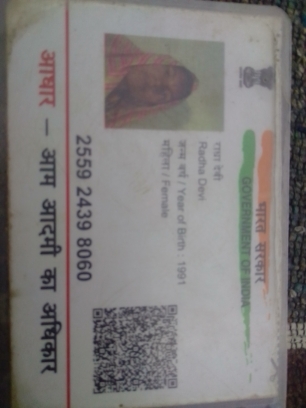 भारत सरकार
GOVERNMENT OF INDIA
राधा देवी
Radha Devi
जन्म वर्ष / Year of Birth : 1991
महिला / Female
2559 2439 8060
आधार – आम आदमी का अधिकार